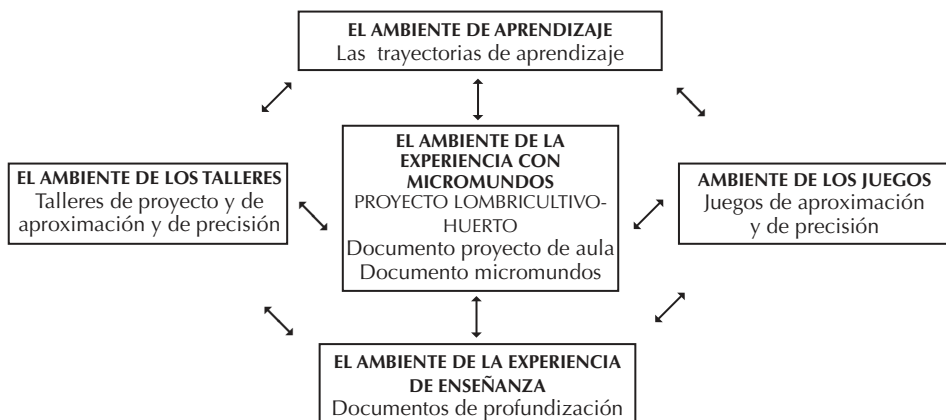 EL AMBIENTE DE APRENDIZAJE
Las trayectorias de aprendizaje
EL AMBIENTE DE LOS TALLERES
Talleres de proyecto y de
aproximación y de precisión
EL AMBIENTE DE LA
EXPERIENCIA CON
MICROMUNDOS
PROYECTO LOMBRICULTIVO-
HUERTO
Documento proyecto de aula
Documento micromundos
AMBIENTE DE LOS JUEGOS
Juegos de aproximación
y de precisión
EL AMBIENTE DE LA EXPERIENCIA
DE ENSEÑANZA
Documentos de profundización